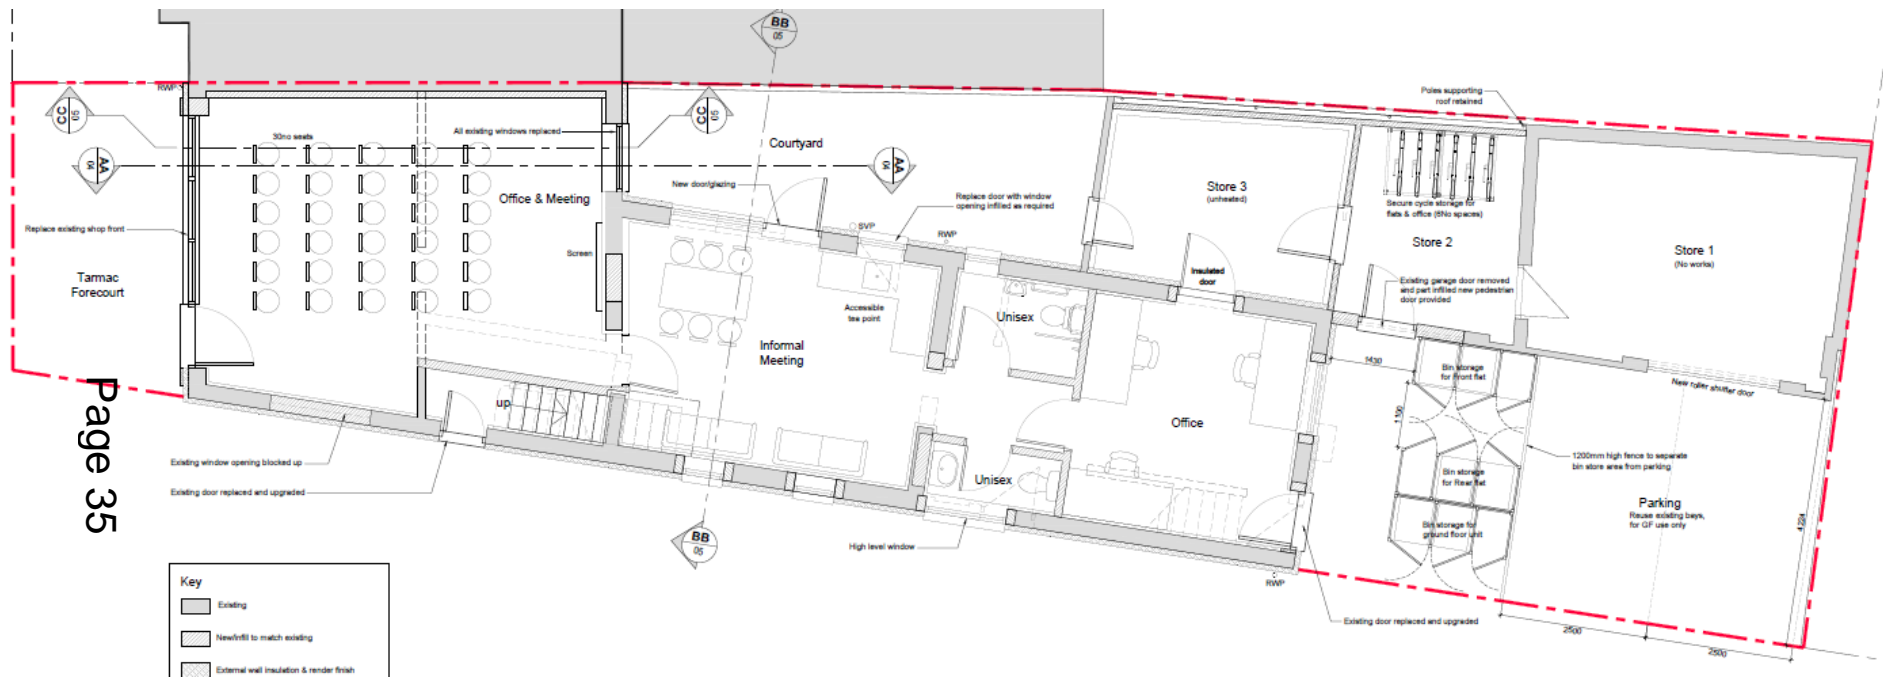 BB
05
RWP
CC
05
CC
05
30no seats
All existing windows replaced
Courtyard
AA
04
AA
04
Office & Meeting
New door/glazing
Replace door with window
opening infilled as required
Poles supporting
roof retained
Store 3
(unheated)
Secure cycle storage for
flats & office (6No spaces)
Store 2
Store 1
(No works)
Replace existing shop front
SVP
RWP
Screen
Tarmac
Forecourt
Insulated
door
Existing garage door removed
and part infilled new pedestrian
door provided
Accessible
tea point
Unisex
Informal
Meeting
1430
Bin storage
for Front flat
New roller shutter door
1100
up
Office
Page 35
Existing window opening blocked up
Existing door replaced and upgraded
1200mm high fence to separate
bin store area from parking
Bin storage
for Rear flat
Unisex
Parking
Reuse existing bays,
for GF use only
4224
Bin storage for
ground floor unit
BB
05
High level window
RWP
Existing door replaced and upgraded
2500
2500
Key
Existing
New/infill to match existing
External wall insulation & render finish